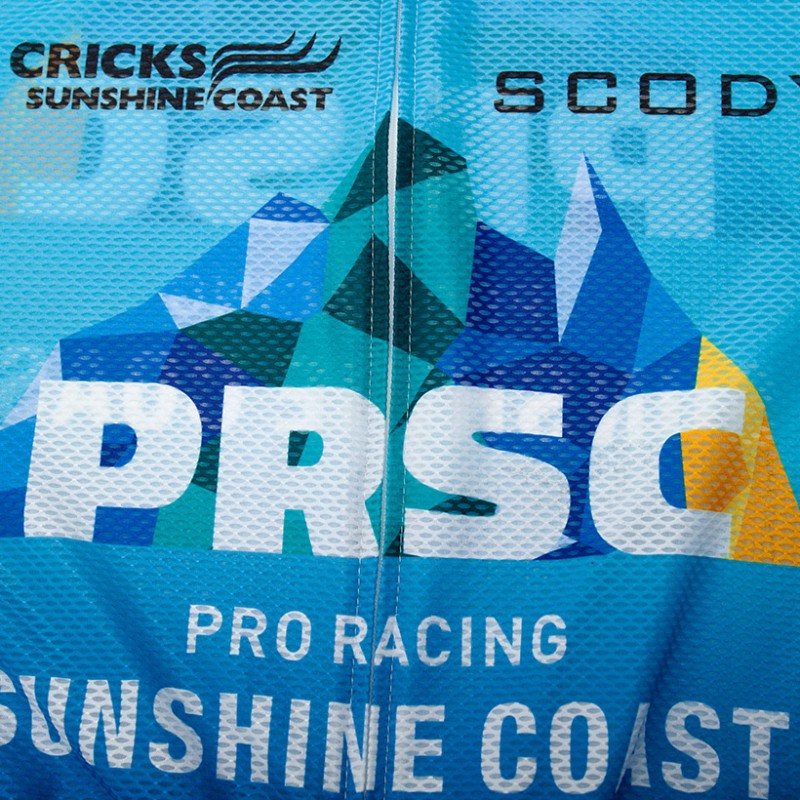 CRICKS
SUNSHINE COAST
SCODY
PRSC
PRO RACING
SUNSHINE COAST